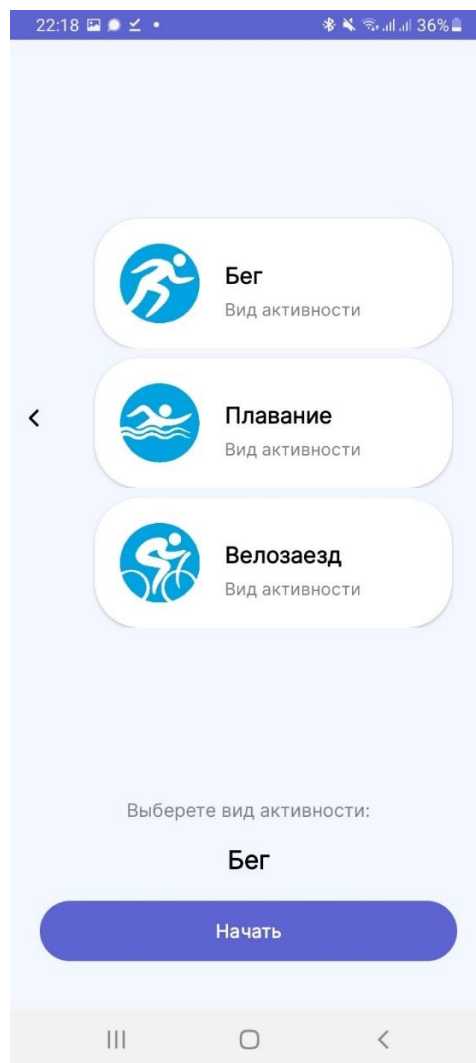 22:18 36%
Бег
Вид активности
Плавание
Вид активности
Велозаезд
Вид активности
Выберете вид активности:
Бег
Начать